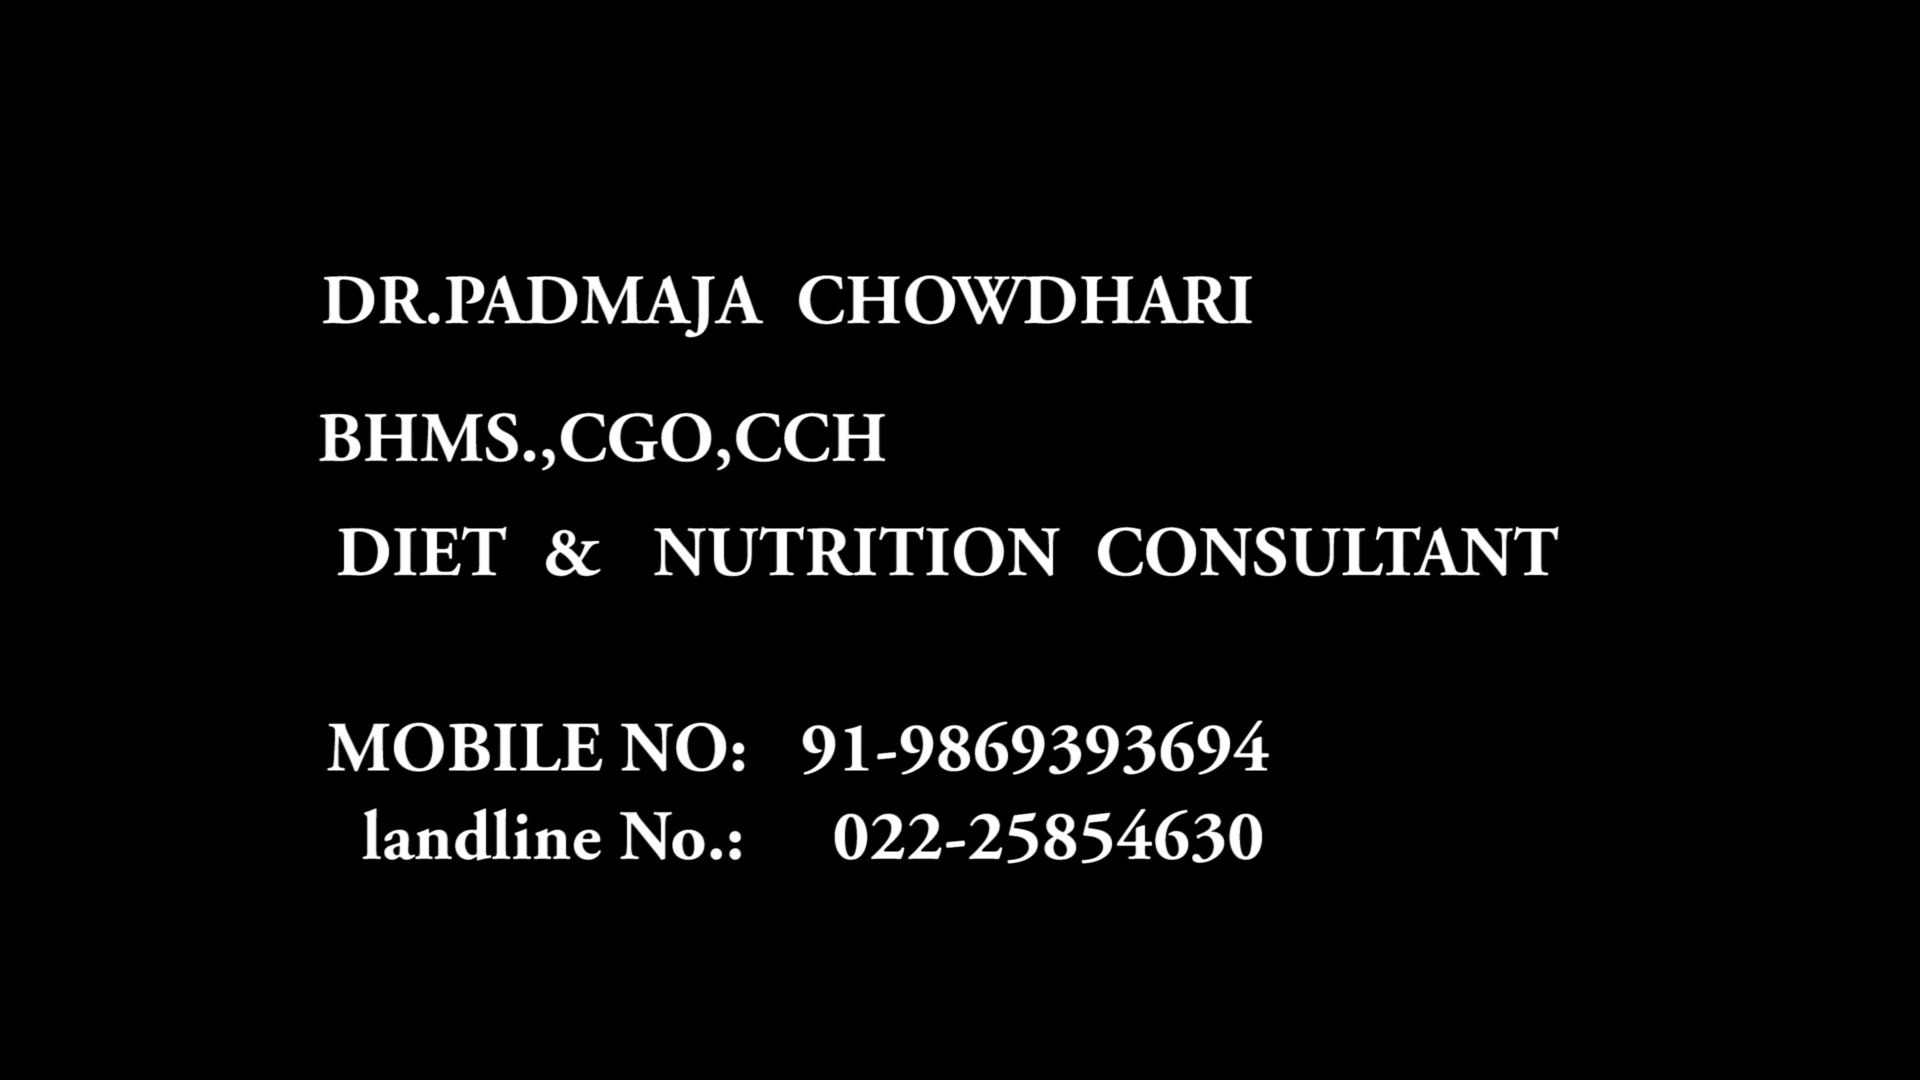 DR.PADMAJA CHOWDHARI
BHMS.,CGO,CCH
DIET & NUTRITION CONSULTANT
MOBILE NO: 91-9869393694
landline No.: 022-25854630